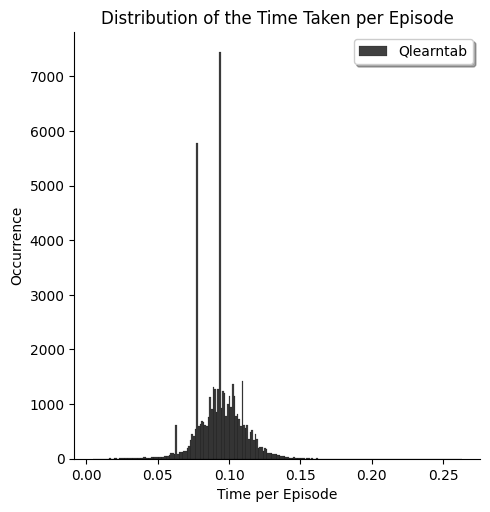 Distribution of the Time Taken per Episode
Qlearntab
7000
6000
5000
4000
3000
2000
1000
0
Occurrence
0.00 0.05 0.10 0.15 0.20 0.25
Time per Episode